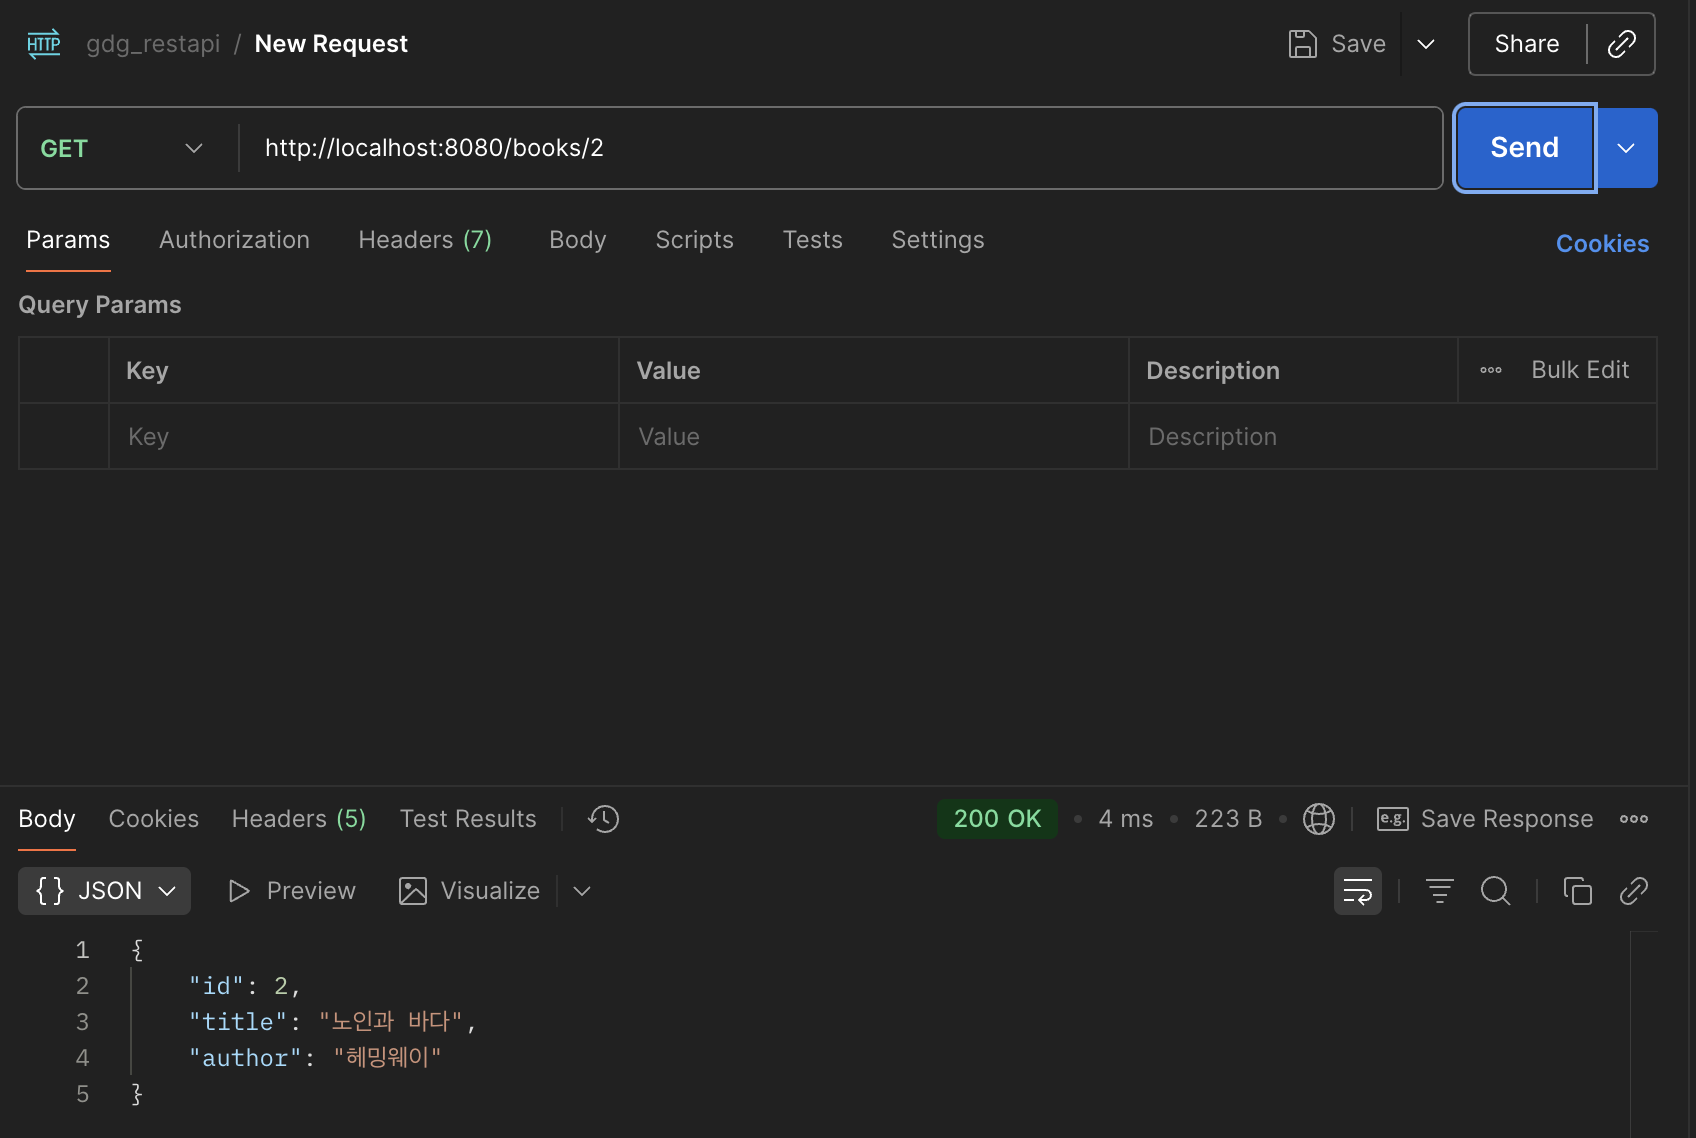 HTTP gdg_restapi / New Request Save Share
GET http://localhost:8080/books/2 Send
Params Authorization Headers (7) Body Scripts Tests Settings Cookies
Query Params
Key Value Description Bulk Edit
Key Value Description
Body Cookies Headers (5) Test Results 200 OK • 4 ms • 223 B • e.g. Save Response
{} JSON Preview Visualize
1 {
2 "id": 2,
3 "title": "노인과 바다",
4 "author": "헤밍웨이"
5 }